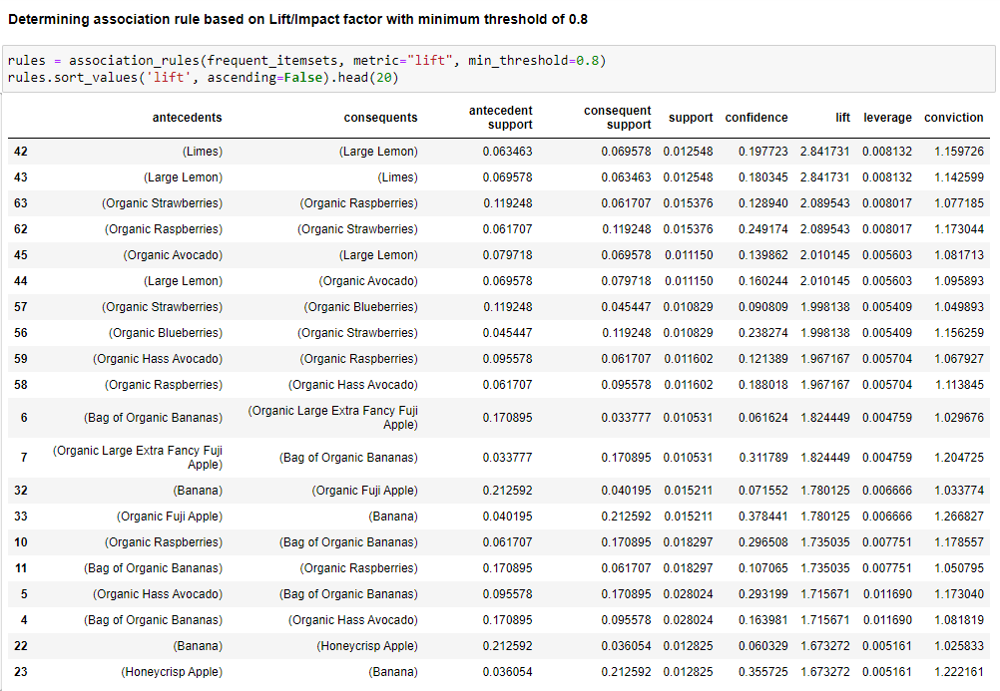 Determining association rule based on Lift/Impact factor with minimum threshold of 0.8
rules = association_rules(frequent_itemsets, metric="lift", min_threshold=0.8)
rules.sort_values('lift', ascending=False).head(20)
antecedents consequents antecedent support consequent support support confidence lift leverage conviction
42 (Limes) (Large Lemon) 0.063463 0.069578 0.012548 0.197723 2.841731 0.008132 1.159726
43 (Large Lemon) (Limes) 0.069578 0.063463 0.012548 0.180345 2.841731 0.008132 1.142599
63 (Organic Strawberries) (Organic Raspberries) 0.119248 0.061707 0.015376 0.128940 2.089543 0.008017 1.077185
62 (Organic Raspberries) (Organic Strawberries) 0.061707 0.119248 0.015376 0.249174 2.089543 0.008017 1.173044
45 (Organic Avocado) (Large Lemon) 0.079718 0.069578 0.011150 0.139862 2.010145 0.005603 1.081713
44 (Large Lemon) (Organic Avocado) 0.069578 0.079718 0.011150 0.160244 2.010145 0.005603 1.095893
57 (Organic Strawberries) (Organic Blueberries) 0.119248 0.045447 0.010829 0.090809 1.998138 0.005409 1.049893
56 (Organic Blueberries) (Organic Strawberries) 0.045447 0.119248 0.010829 0.238274 1.998138 0.005409 1.156259
59 (Organic Hass Avocado) (Organic Raspberries) 0.095578 0.061707 0.011602 0.121389 1.967167 0.005704 1.067927
58 (Organic Raspberries) (Organic Hass Avocado) 0.061707 0.095578 0.011602 0.188018 1.967167 0.005704 1.113845
6 (Bag of Organic Bananas) (Organic Large Extra Fancy Fuji Apple) 0.170895 0.033777 0.010531 0.061624 1.824449 0.004759 1.029676
7 (Organic Large Extra Fancy Fuji Apple) (Bag of Organic Bananas) 0.033777 0.170895 0.010531 0.311789 1.824449 0.004759 1.204725
32 (Banana) (Organic Fuji Apple) 0.212592 0.040195 0.015211 0.071552 1.780125 0.006666 1.033774
33 (Organic Fuji Apple) (Banana) 0.040195 0.212592 0.015211 0.378441 1.780125 0.006666 1.266827
10 (Organic Raspberries) (Bag of Organic Bananas) 0.061707 0.170895 0.018297 0.296508 1.735035 0.007751 1.178557
11 (Bag of Organic Bananas) (Organic Raspberries) 0.170895 0.061707 0.018297 0.107065 1.735035 0.007751 1.050795
5 (Organic Hass Avocado) (Bag of Organic Bananas) 0.095578 0.170895 0.028024 0.293199 1.715671 0.011690 1.173040
4 (Bag of Organic Bananas) (Organic Hass Avocado) 0.170895 0.095578 0.028024 0.163981 1.715671 0.011690 1.081819
22 (Banana) (Honeycrisp Apple) 0.212592 0.036054 0.012825 0.060329 1.673272 0.005161 1.025833
23 (Honeycrisp Apple) (Banana) 0.036054 0.212592 0.012825 0.355725 1.673272 0.005161 1.222161